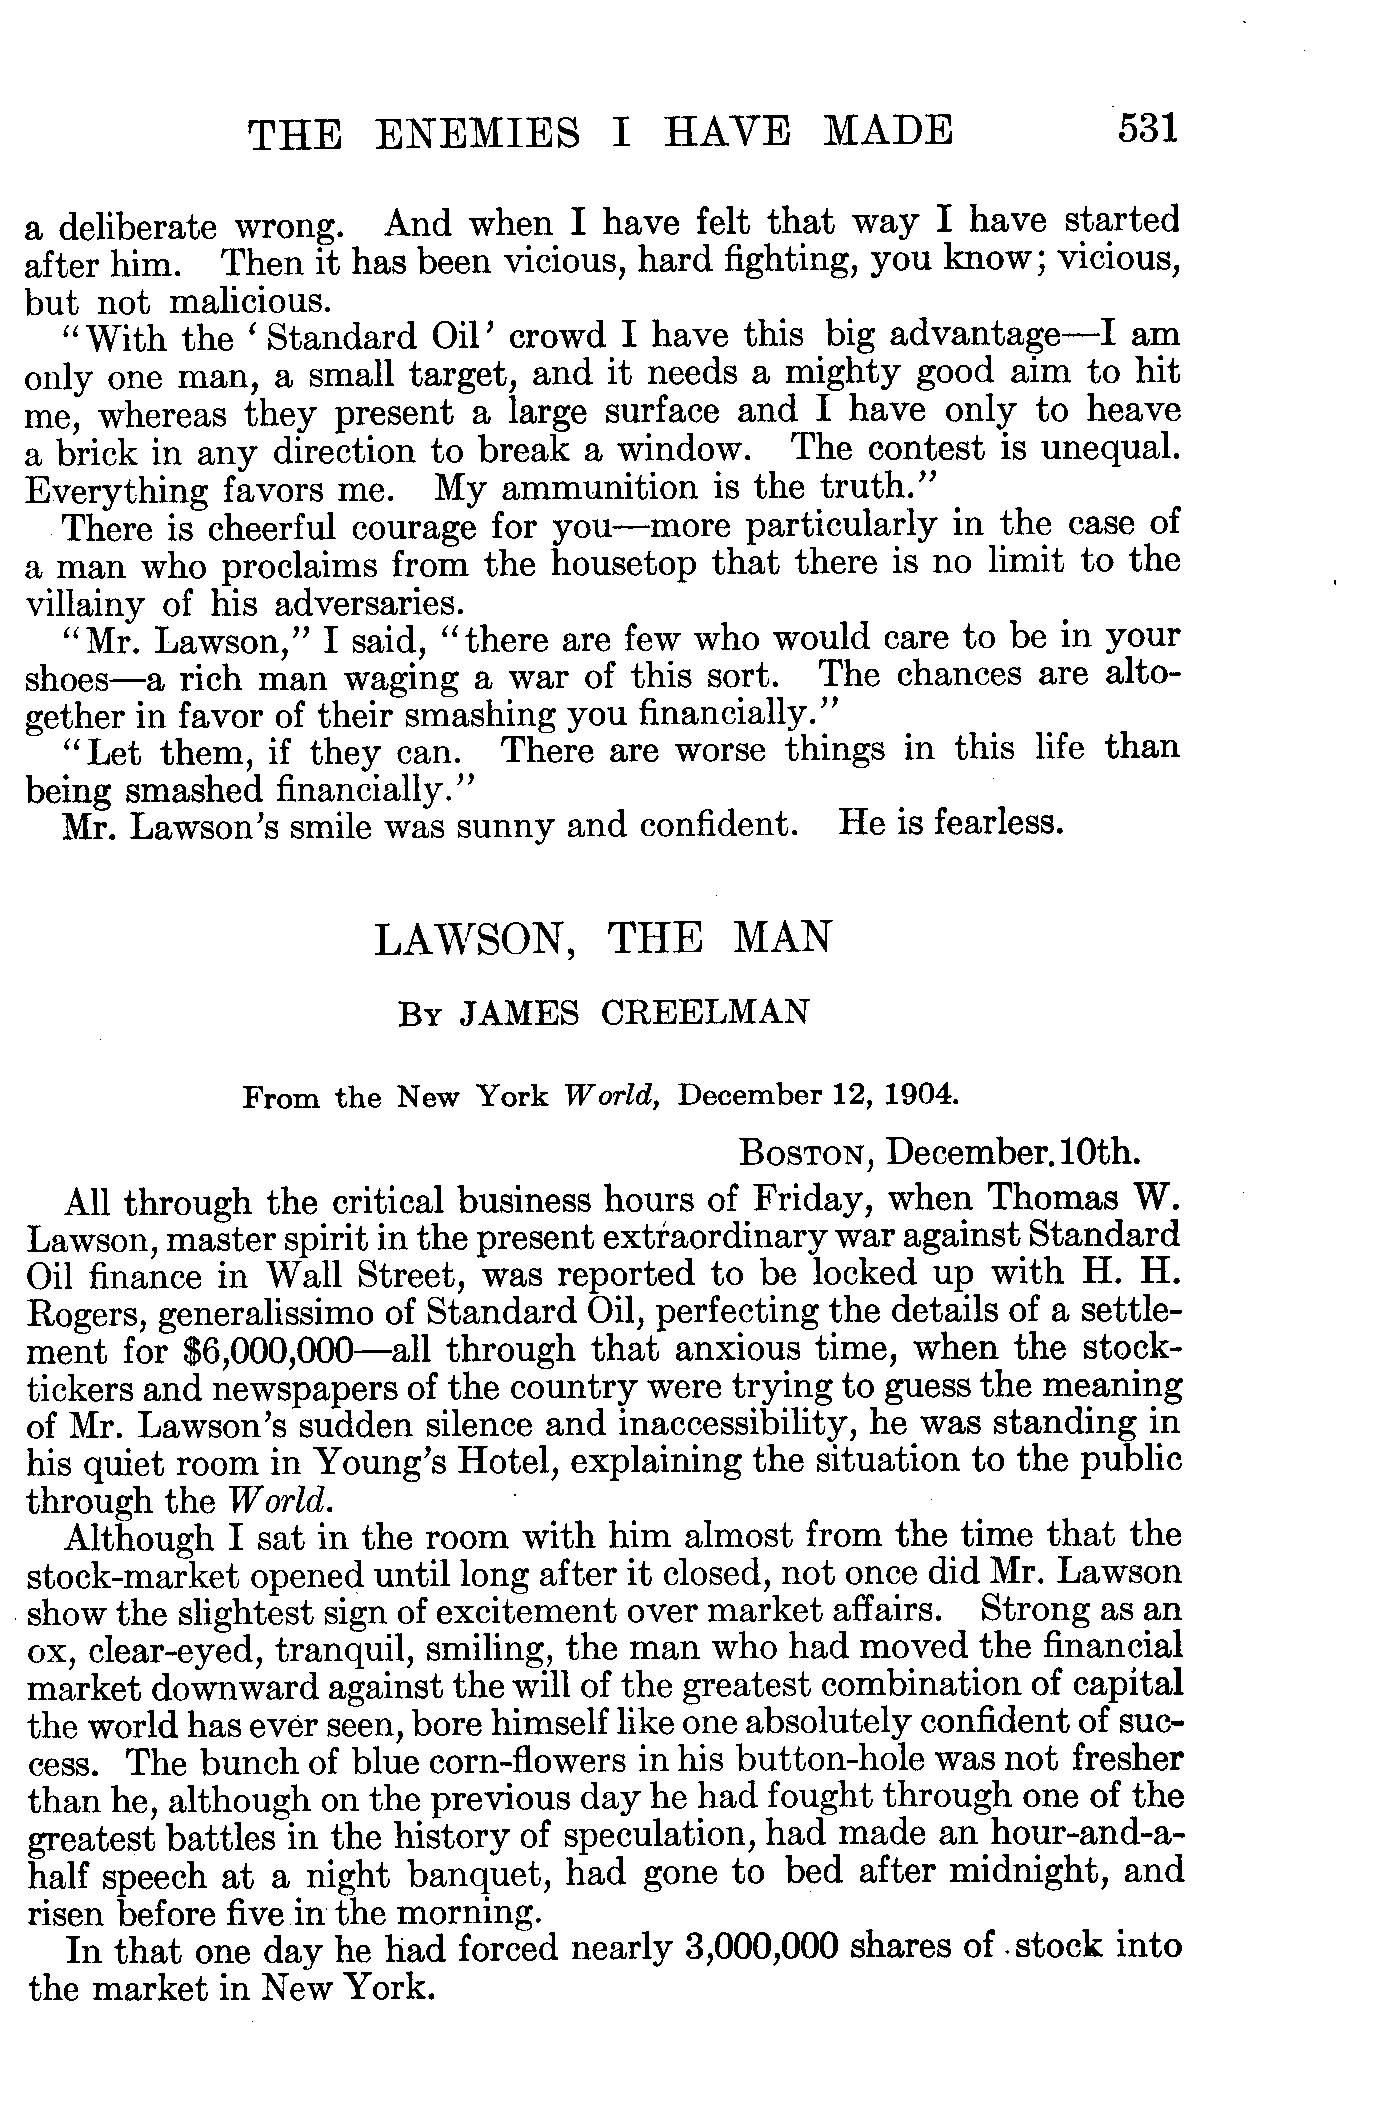 THE ENEMIES I HAVE MADE 531
a deliberate wrong. And when I have felt that way I have started
after him. Then it has been vicious, hard fighting, you know; vicious,
but not malicious.
“With the ‘Standard Oil’ crowd I have this big advantage—I am
only one man, a small target, and it needs a mighty good aim to hit
me, whereas they present a large surface and I have only to heave
a brick in any direction to break a window. The contest is unequal.
Everything favors me. My ammunition is the truth.”
There is cheerful courage for you—more particularly in the case of
a man who proclaims from the housetop that there is no limit to the
villainy of his adversaries.
“Mr. Lawson,” I said, “there are few who would care to be in your
shoes—a rich man waging a war of this sort. The chances are alto-
gether in favor of their smashing you financially.”
“Let them, if they can. There are worse things in this life than
being smashed financially.”
Mr. Lawson’s smile was sunny and confident. He is fearless.
LAWSON, THE MAN
By JAMES CREELMAN
From the New York World, December 12, 1904.
Boston, December.10th.
All through the critical business hours of Friday, when Thomas W.
Lawson, master spirit in the present extraordinary war against Standard
Oil finance in Wall Street, was reported to be locked up with H. H.
Rogers, generalissimo of Standard Oil, perfecting the details of a settle-
ment for $6,000,000—all through that anxious time, when the stock-
tickers and newspapers of the country were trying to guess the meaning
of Mr. Lawson’s sudden silence and inaccessibility, he was standing in
his quiet room in Young’s Hotel, explaining the situation to the public
through the World.
Although I sat in the room with him almost from the time that the
stock-market opened until long after it closed, not once did Mr. Lawson
show the slightest sign of excitement over market affairs. Strong as an
ox, clear-eyed, tranquil, smiling, the man who had moved the financial
market downward against the will of the greatest combination of capital
the world has ever seen, bore himself like one absolutely confident of suc-
cess. The bunch of blue corn-flowers in his button-hole was not fresher
than he, although on the previous day he had fought through one of the
greatest battles in the history of speculation, had made an hour-and-a-
half speech at a night banquet, had gone to bed after midnight, and
risen before five in the morning.
In that one day he had forced nearly 3,000,000 shares of stock into
the market in New York.